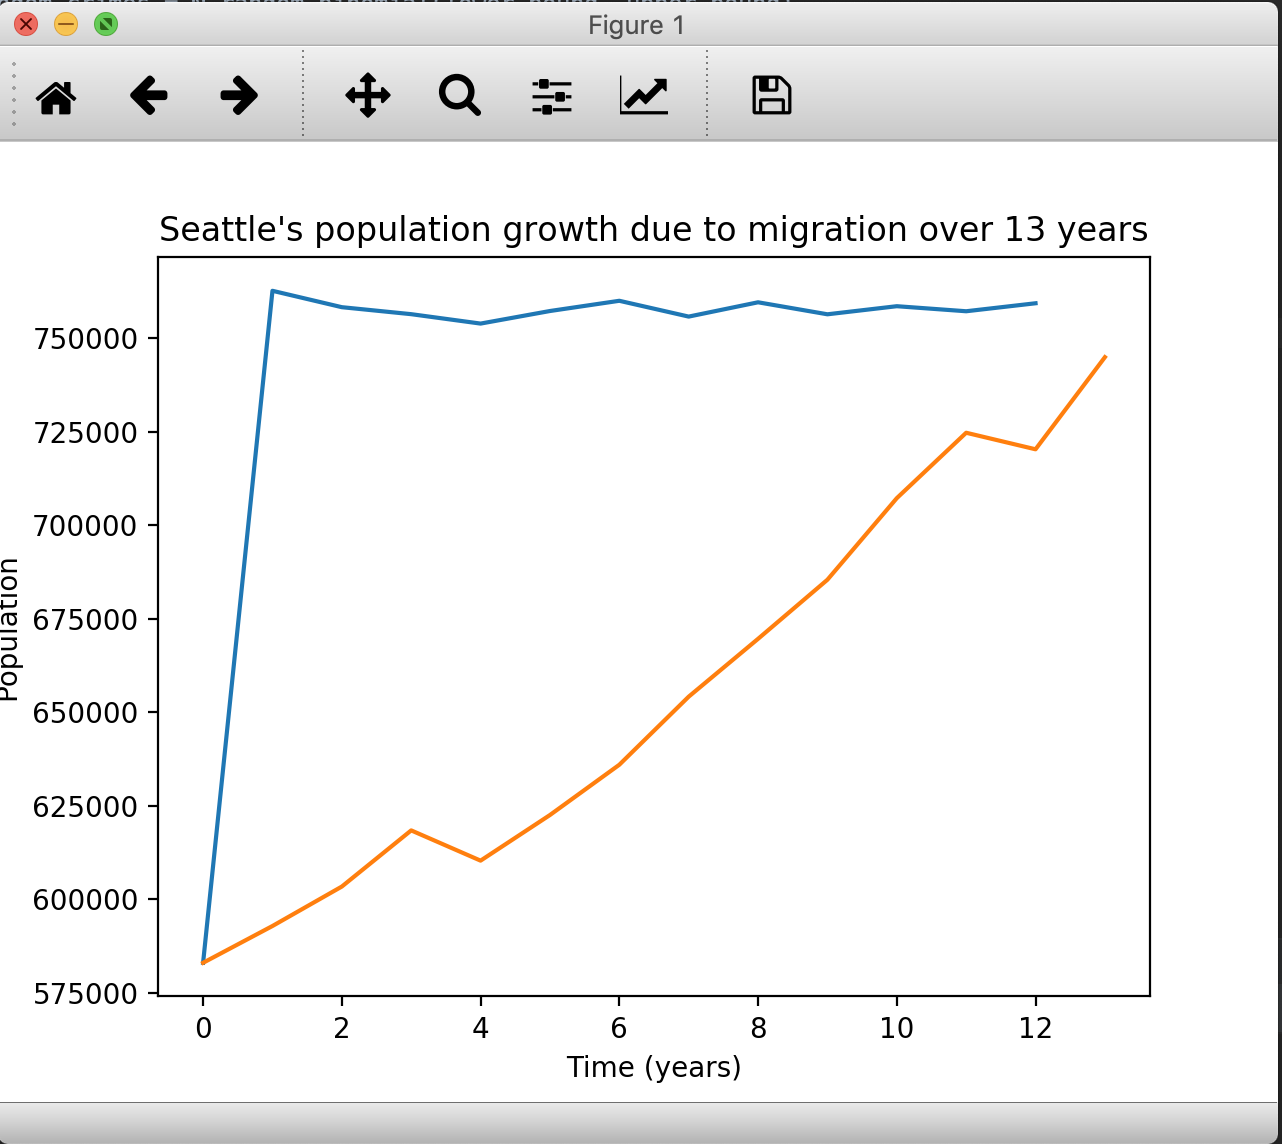 Figure 1
Seattle's population growth due to migration over 13 years
750000
725000
700000
675000
650000
625000
600000
575000
Population
0 2 4 6 8 10 12
Time (years)